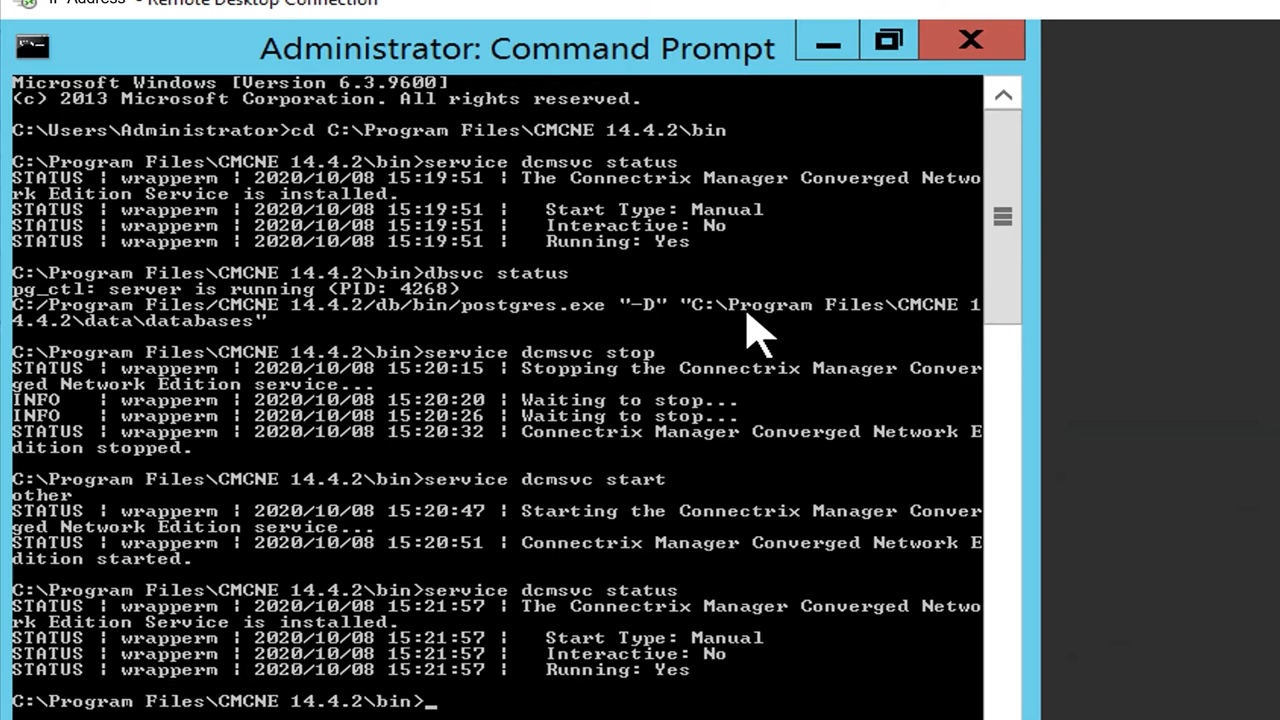 IP Address - Remote Desktop Connection
Administrator: Command Prompt
Microsoft Windows [Version 6.3.9600]
(c) 2013 Microsoft Corporation. All rights reserved.
C:\Users\Administrator>cd C:\Program Files\CMCNE 14.4.2\bin
C:\Program Files\CMCNE 14.4.2\bin>service dcmsvc status
STATUS | wrapperm | 2020/10/08 15:19:51 | The Connectrix Manager Converged Netwo
rk Edition Service is installed.
STATUS | wrapperm | 2020/10/08 15:19:51 |   Start Type: Manual
STATUS | wrapperm | 2020/10/08 15:19:51 |   Interactive: No
STATUS | wrapperm | 2020/10/08 15:19:51 |   Running: Yes
C:\Program Files\CMCNE 14.4.2\bin>dbsvc status
pg_ctl: server is running (PID: 4268)
C:/Program Files/CMCNE 14.4.2/db/bin/postgres.exe "-D" "C:\Program Files\CMCNE 1
4.4.2\data\databases"
C:\Program Files\CMCNE 14.4.2\bin>service dcmsvc stop
STATUS | wrapperm | 2020/10/08 15:20:15 | Stopping the Connectrix Manager Conver
ged Network Edition service...
INFO   | wrapperm | 2020/10/08 15:20:20 | Waiting to stop...
INFO   | wrapperm | 2020/10/08 15:20:26 | Waiting to stop...
STATUS | wrapperm | 2020/10/08 15:20:32 | Connectrix Manager Converged Network E
dition stopped.
C:\Program Files\CMCNE 14.4.2\bin>service dcmsvc start
other
STATUS | wrapperm | 2020/10/08 15:20:47 | Starting the Connectrix Manager Conver
ged Network Edition service...
STATUS | wrapperm | 2020/10/08 15:20:51 | Connectrix Manager Converged Network E
dition started.
C:\Program Files\CMCNE 14.4.2\bin>service dcmsvc status
STATUS | wrapperm | 2020/10/08 15:21:57 | The Connectrix Manager Converged Netwo
rk Edition Service is installed.
STATUS | wrapperm | 2020/10/08 15:21:57 |   Start Type: Manual
STATUS | wrapperm | 2020/10/08 15:21:57 |   Interactive: No
STATUS | wrapperm | 2020/10/08 15:21:57 |   Running: Yes
C:\Program Files\CMCNE 14.4.2\bin>_